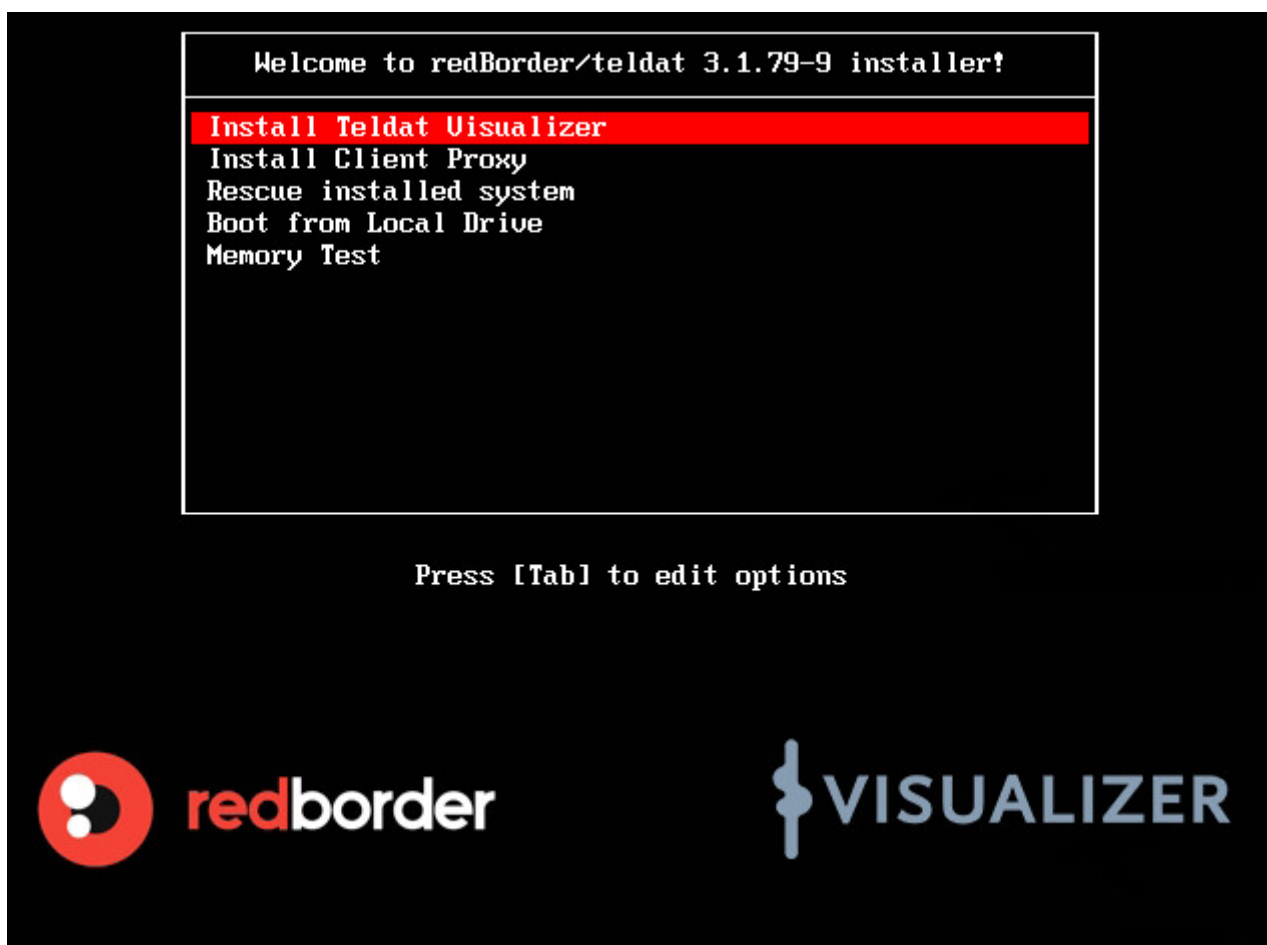 Welcome to redBorder/teldat 3.1.79-9 installer!
Install Teldat Visualizer
Install Client Proxy
Rescue installed system
Boot from Local Drive
Memory Test
Press [Tab] to edit options
redborder
VISUALIZER